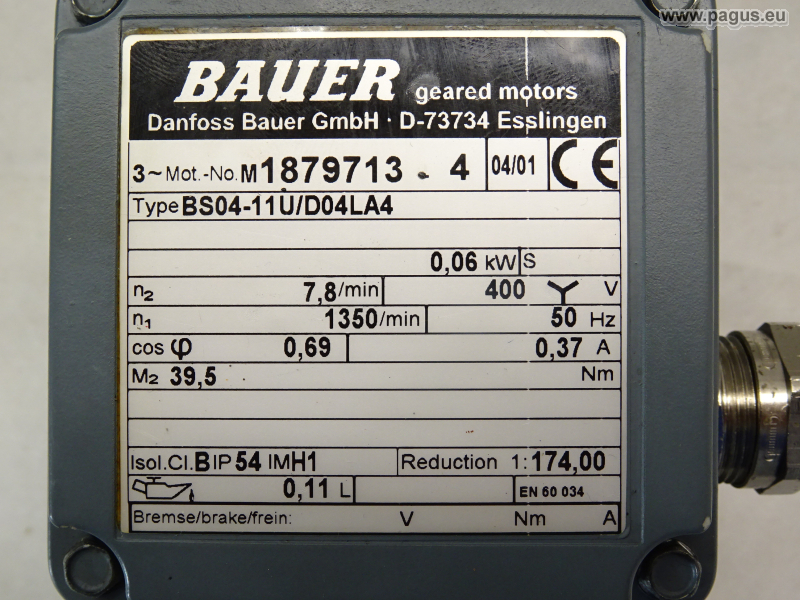 www.pagus.eu
BAUER geared motors
Danfoss Bauer GmbH · D-73734 Esslingen
3~Mot.-No.M1879713 . 4 04/01 CE
Type BS04-11U/D04LA4
0,06 kW S
n2 7,8/min 400 V
n1 1350/min 50 Hz
cos φ 0,69 0,37 A
M2 39,5 Nm
Isol.Cl.B IP54 IMH1 Reduction 1:174,00
0,11 L EN 60 034
Bremse/brake/frein: V Nm A